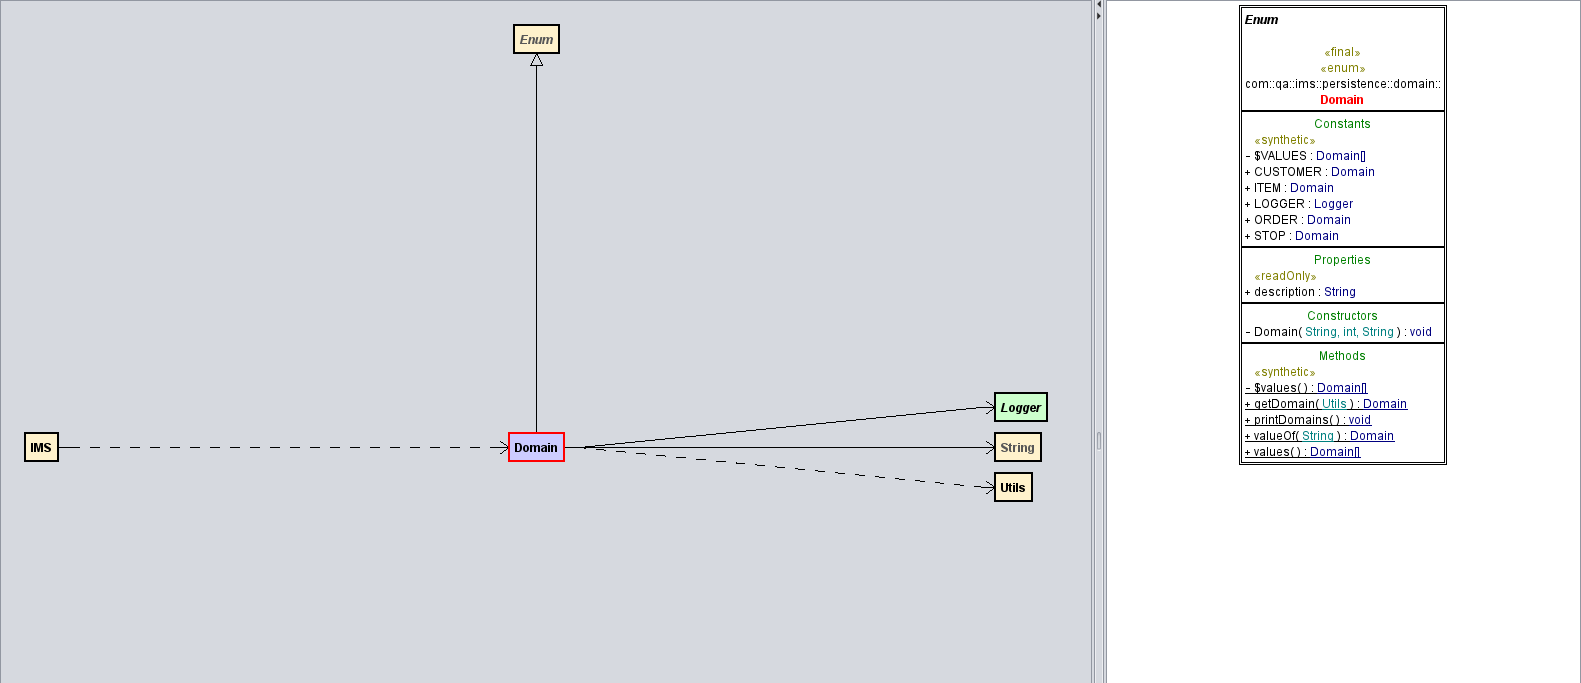 Enum
IMS
Domain
Logger
String
Utils
Enum
«final»
«enum»
com::qa::ims::persistence::domain::
Domain
Constants
«synthetic»
- $VALUES : Domain[]
+ CUSTOMER : Domain
+ ITEM : Domain
+ LOGGER : Logger
+ ORDER : Domain
+ STOP : Domain
Properties
«readOnly»
+ description : String
Constructors
- Domain( String, int, String ) : void
Methods
«synthetic»
- $values( ) : Domain[]
+ getDomain( Utils ) : Domain
+ printDomains( ) : void
+ valueOf( String ) : Domain
+ values( ) : Domain[]